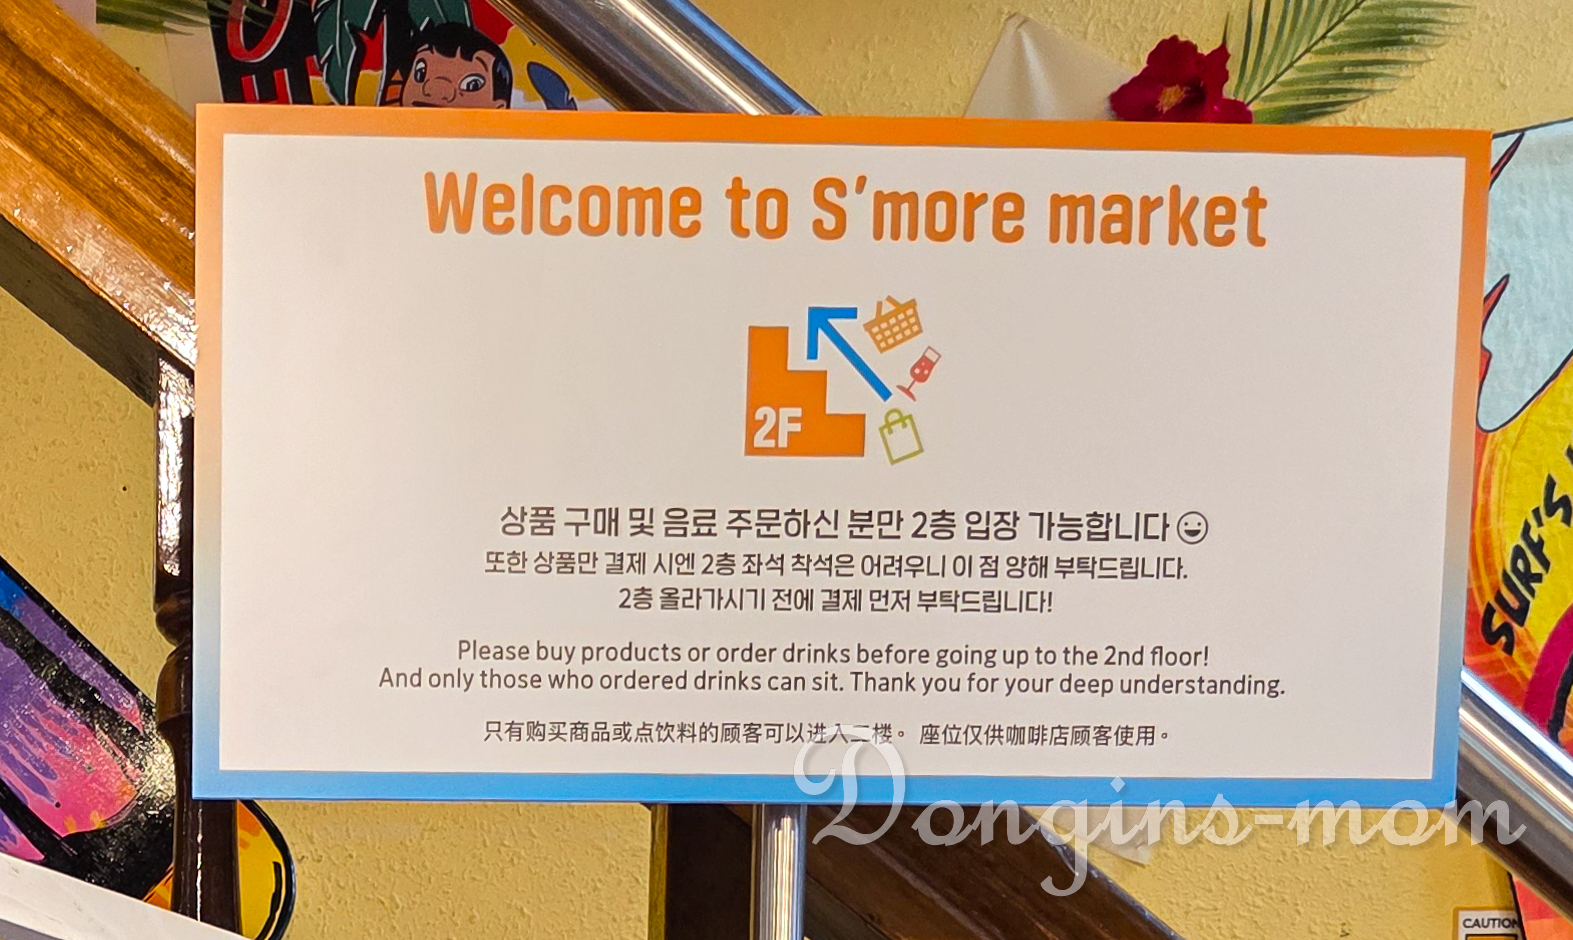 Welcome to S'more market
2F
상품 구매 및 음료 주문하신 분만 2층 입장 가능합니다
또한 상품만 결제 시엔 2층 좌석 착석은 어려우니 이 점 양해 부탁드립니다.
2층 올라가시기 전에 결제 먼저 부탁드립니다!
Please buy products or order drinks before going up to the 2nd floor!
And only those who ordered drinks can sit. Thank you for your deep understanding.
只有购买商品或点饮料的顾客可以进入二楼。座位仅供咖啡店顾客使用。
Dongins-mom
SURF'S
CAUTION